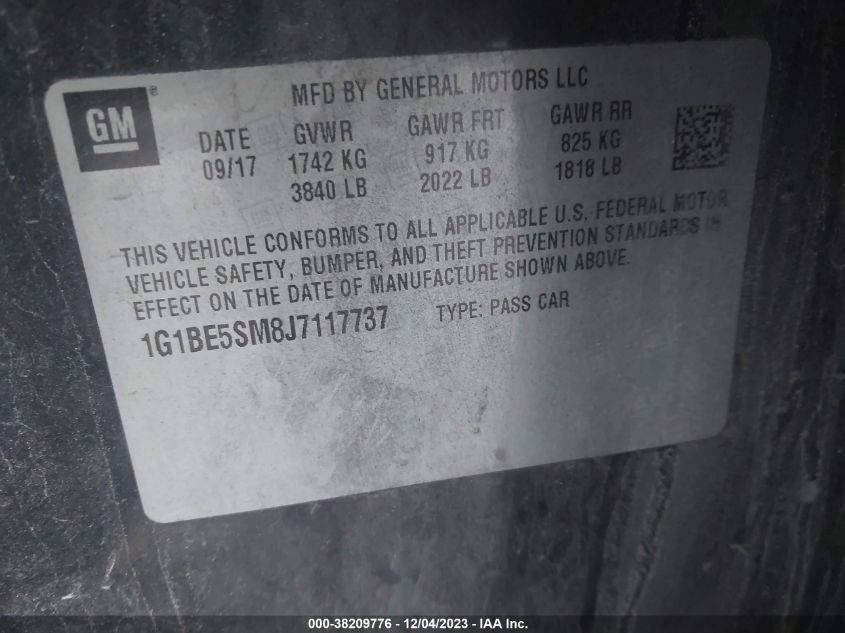 GM ®
MFD BY GENERAL MOTORS LLC
DATE GVWR GAWR FRT GAWR RR
09/17 1742 KG 917 KG 825 KG
3840 LB 2022 LB 1818 LB
THIS VEHICLE CONFORMS TO ALL APPLICABLE U.S. FEDERAL MOTOR
VEHICLE SAFETY, BUMPER, AND THEFT PREVENTION STANDARDS IN
EFFECT ON THE DATE OF MANUFACTURE SHOWN ABOVE.
1G1BE5SM8J7117737 TYPE: PASS CAR
000-38209776 - 12/04/2023 - IAA Inc.